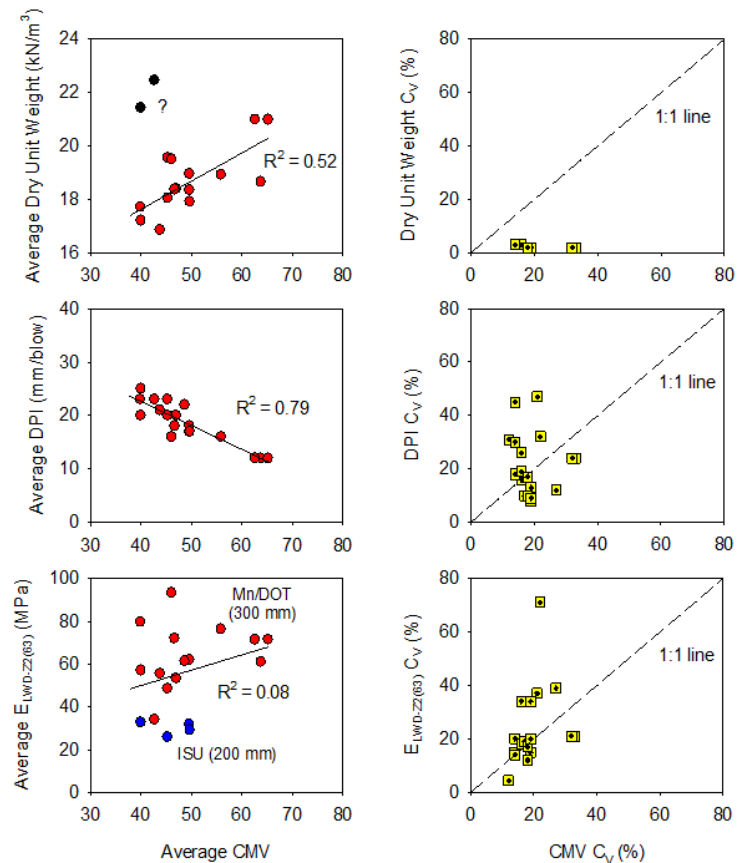 Average Dry Unit Weight (kN/m³)
24
22
20
18
16
?
R² = 0.52
30 40 50 60 70 80
Dry Unit Weight Cᵥ (%)
80
60
40
20
0
1:1 line
0 20 40 60 80
Average DPI (mm/blow)
40
30
20
10
0
R² = 0.79
30 40 50 60 70 80
DPI Cᵥ (%)
80
60
40
20
0
1:1 line
0 20 40 60 80
Average E_LWD-Z2(63) (MPa)
100
80
60
40
20
0
Mn/DOT
(300 mm)
R² = 0.08
ISU (200 mm)
30 40 50 60 70 80
Average CMV
E_LWD-Z2(63) Cᵥ (%)
80
60
40
20
0
1:1 line
0 20 40 60 80
CMV Cᵥ (%)